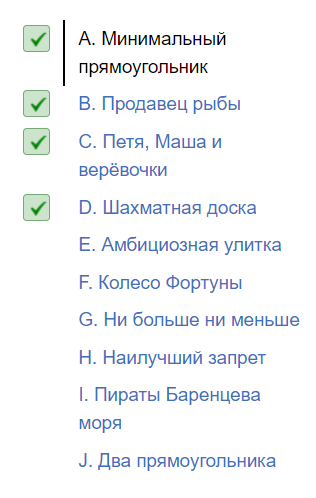 A. Минимальный
прямоугольник
B. Продавец рыбы
C. Петя, Маша и
верёвочки
D. Шахматная доска
E. Амбициозная улитка
F. Колесо Фортуны
G. Ни больше ни меньше
H. Наилучший запрет
I. Пираты Баренцева
моря
J. Два прямоугольника